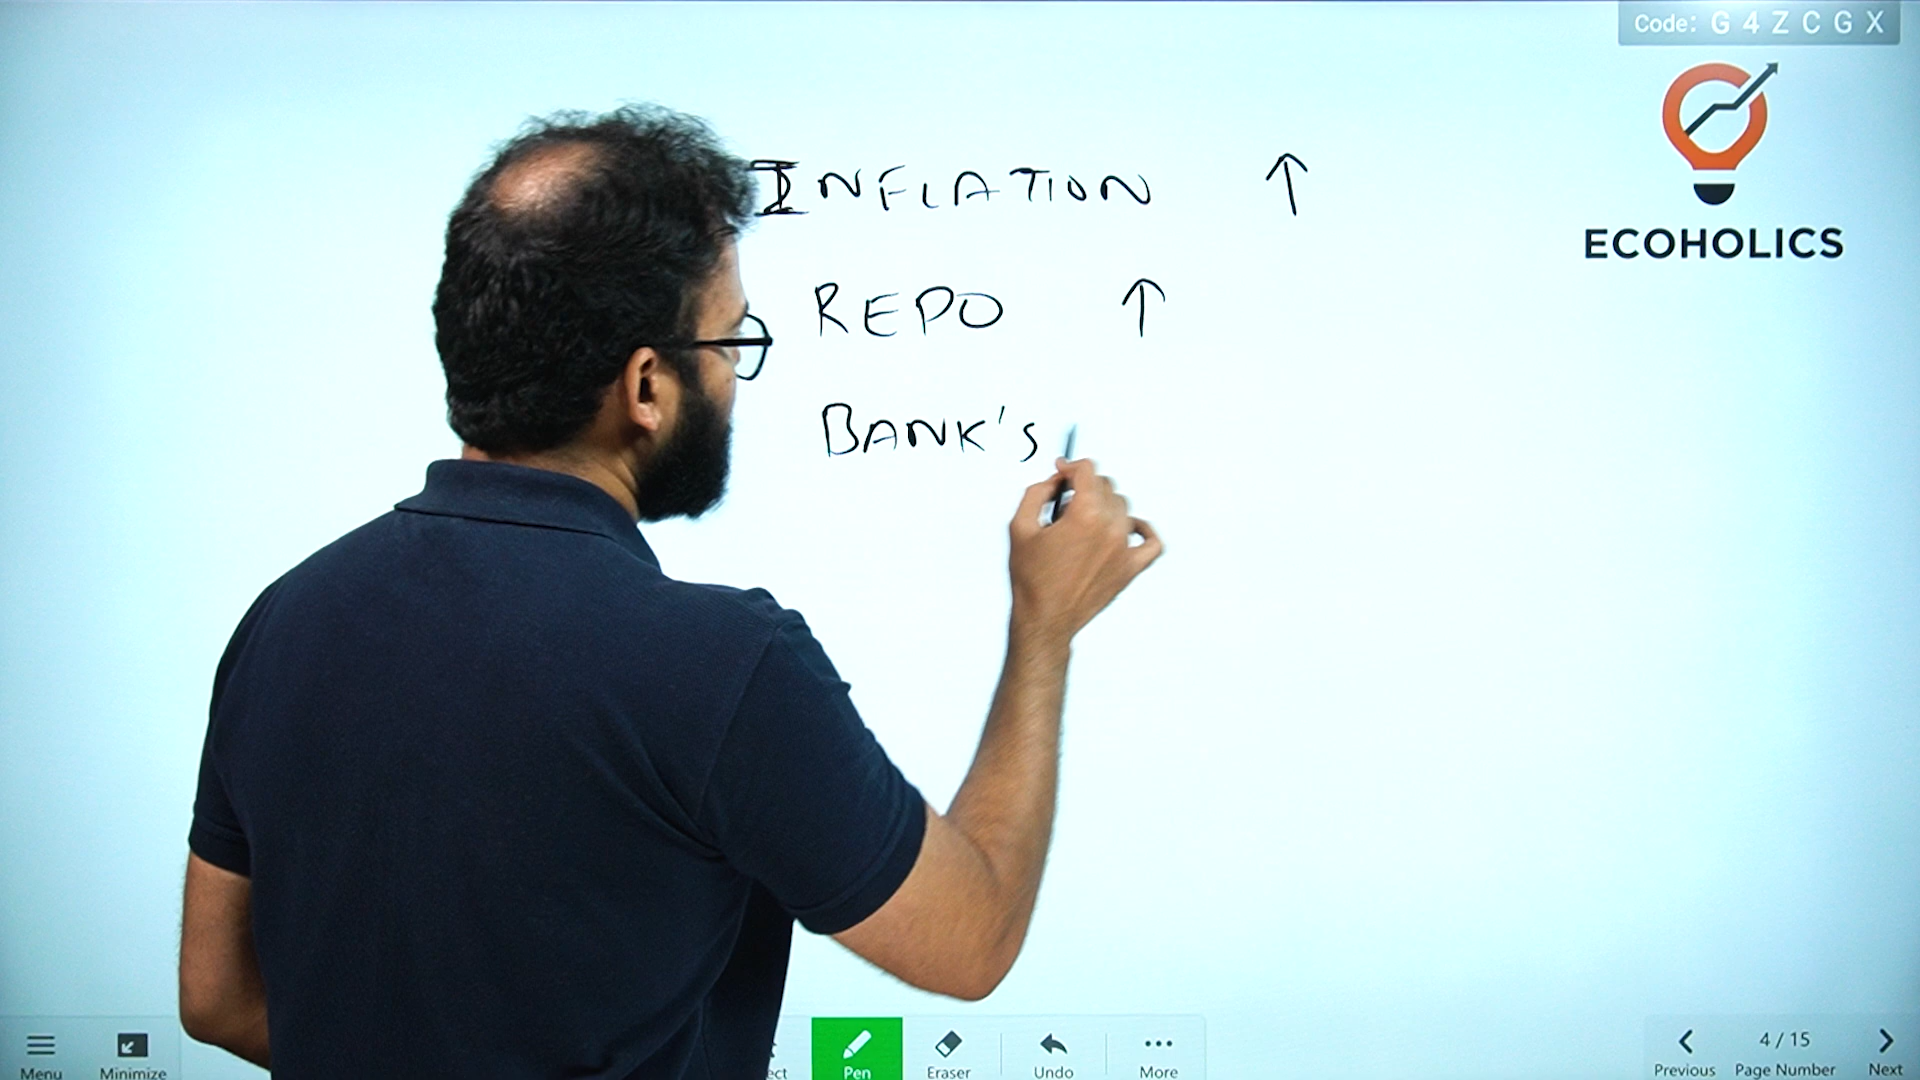 Code: G 4 Z C G X
ECOHOLICS
INFLATION ↑
REPO ↑
BANK's
Menu
Minimize
Pen
Eraser
Undo
More
Previous
4 / 15
Page Number
Next